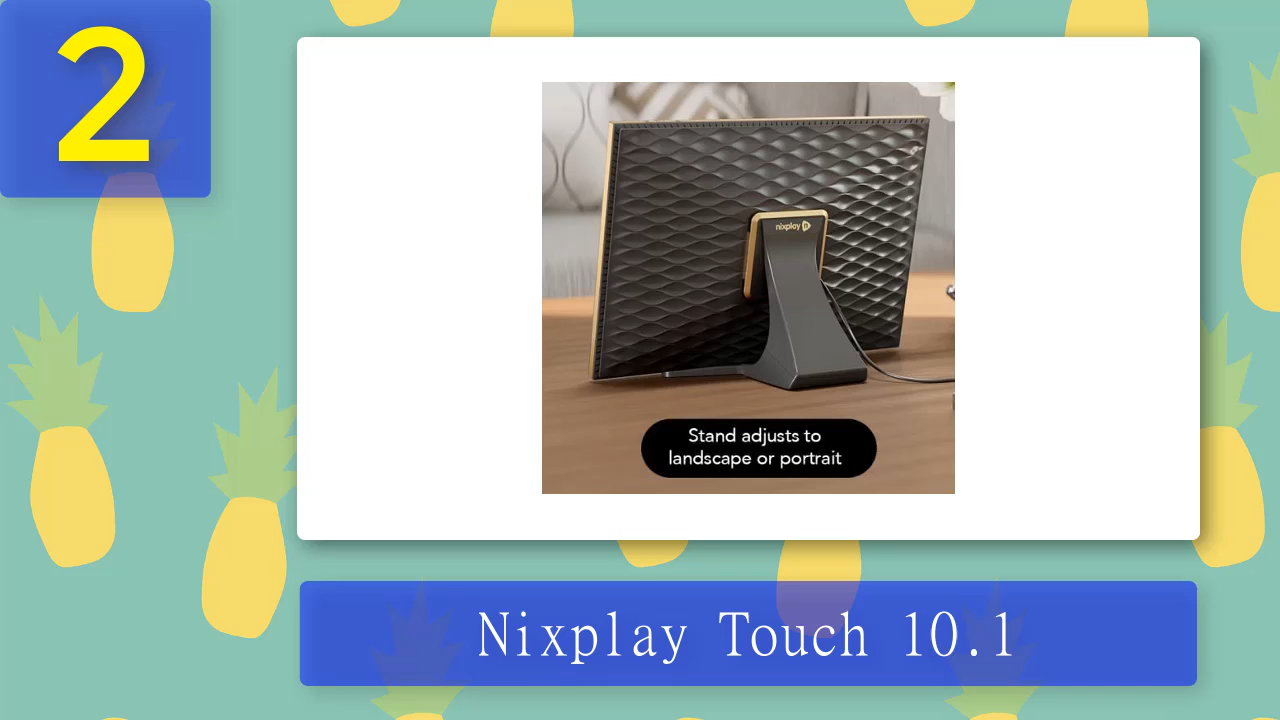 2
nixplay
Stand adjusts to
landscape or portrait
Nixplay Touch 10.1